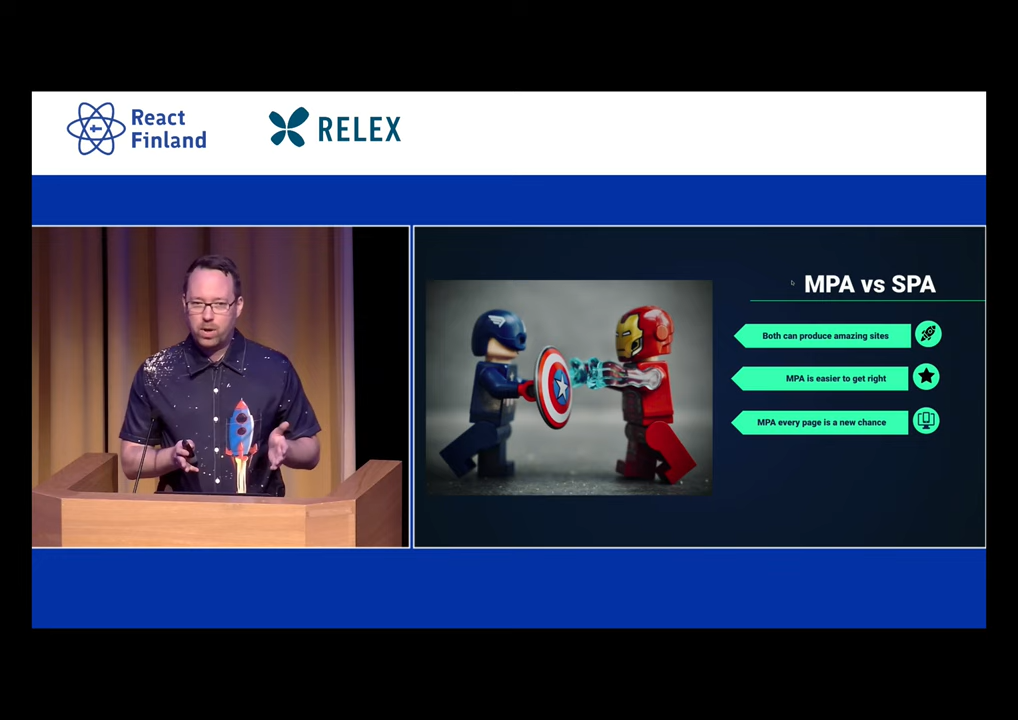 React
Finland
RELEX
MPA vs SPA
Both can produce amazing sites
MPA is easier to get right
MPA every page is a new chance